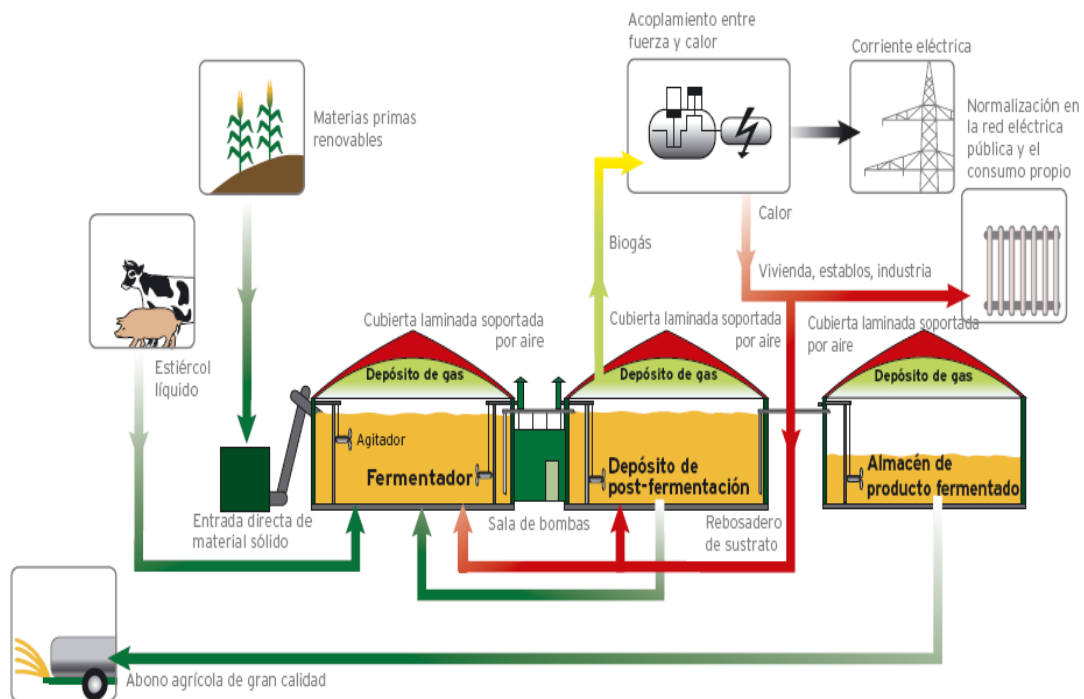 Acoplamiento entre
fuerza y calor
Corriente eléctrica
Materias primas
renovables
Normalización en
la red eléctrica
pública y el
consumo propio
Calor
Biogás
Vivienda, establos, industria
Estiércol
líquido
Cubierta laminada soportada
por aire
Cubierta laminada soportada
por aire
Cubierta laminada soportada
por aire
Depósito de gas
Depósito de gas
Depósito de gas
Agitador
Fermentador
Depósito de
post-fermentación
Almacén de
producto fermentado
Entrada directa de
material sólido
Sala de bombas
Rebosadero
de sustrato
Abono agrícola de gran calidad